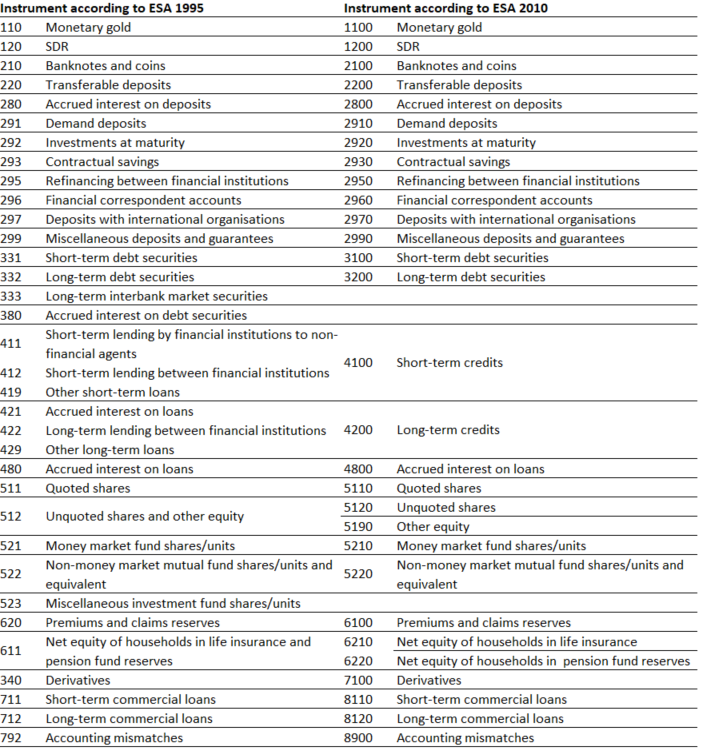 Instrument according to ESA 1995 Instrument according to ESA 2010
110 Monetary gold 1100 Monetary gold
120 SDR 1200 SDR
210 Banknotes and coins 2100 Banknotes and coins
220 Transferable deposits 2200 Transferable deposits
280 Accrued interest on deposits 2800 Accrued interest on deposits
291 Demand deposits 2910 Demand deposits
292 Investments at maturity 2920 Investments at maturity
293 Contractual savings 2930 Contractual savings
295 Refinancing between financial institutions 2950 Refinancing between financial institutions
296 Financial correspondent accounts 2960 Financial correspondent accounts
297 Deposits with international organisations 2970 Deposits with international organisations
299 Miscellaneous deposits and guarantees 2990 Miscellaneous deposits and guarantees
331 Short-term debt securities 3100 Short-term debt securities
332 Long-term debt securities 3200 Long-term debt securities
333 Long-term interbank market securities
380 Accrued interest on debt securities
411 Short-term lending by financial institutions to non-
financial agents
412 Short-term lending between financial institutions 4100 Short-term credits
419 Other short-term loans
421 Accrued interest on loans
422 Long-term lending between financial institutions 4200 Long-term credits
429 Other long-term loans
480 Accrued interest on loans 4800 Accrued interest on loans
511 Quoted shares 5110 Quoted shares
512 Unquoted shares and other equity 5120 Unquoted shares
5190 Other equity
521 Money market fund shares/units 5210 Money market fund shares/units
522 Non-money market mutual fund shares/units and 5220 Non-money market mutual fund shares/units and
equivalent equivalent
523 Miscellaneous investment fund shares/units
620 Premiums and claims reserves 6100 Premiums and claims reserves
611 Net equity of households in life insurance and 6210 Net equity of households in life insurance
pension fund reserves 6220 Net equity of households in pension fund reserves
340 Derivatives 7100 Derivatives
711 Short-term commercial loans 8110 Short-term commercial loans
712 Long-term commercial loans 8120 Long-term commercial loans
792 Accounting mismatches 8900 Accounting mismatches